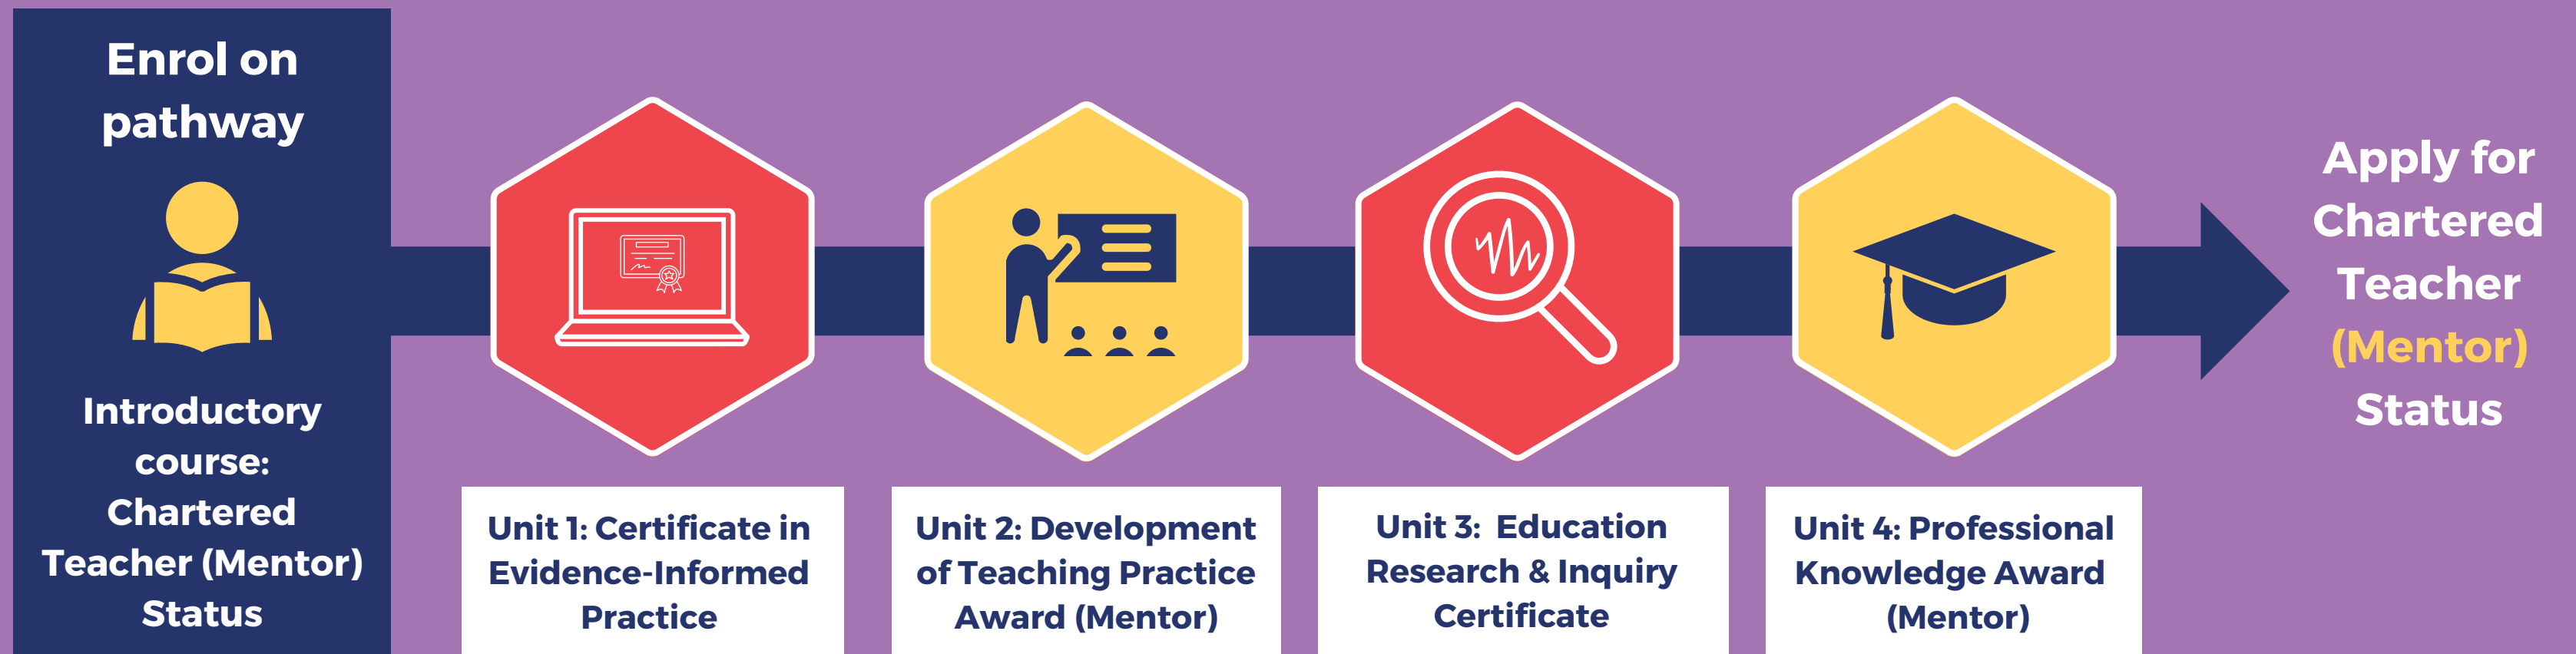 Enrol on
pathway
Introductory
course:
Chartered
Teacher (Mentor)
Status
Unit 1: Certificate in
Evidence-Informed
Practice
Unit 2: Development
of Teaching Practice
Award (Mentor)
Unit 3: Education
Research & Inquiry
Certificate
Unit 4: Professional
Knowledge Award
(Mentor)
Apply for
Chartered
Teacher
(Mentor)
Status